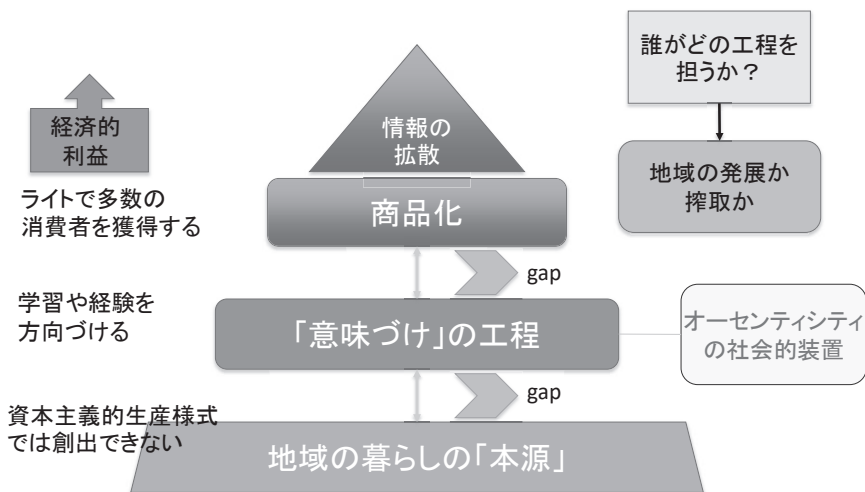 誰がどの工程を
担うか？
情報の
拡散
経済的
利益
地域の発展か
搾取か
ライトで多数の
消費者を獲得する
商品化
gap
学習や経験を
方向づける
「意味づけ」の工程
オーセンティシティ
の社会的装置
gap
資本主義的生産様式
では創出できない
地域の暮らしの「本源」